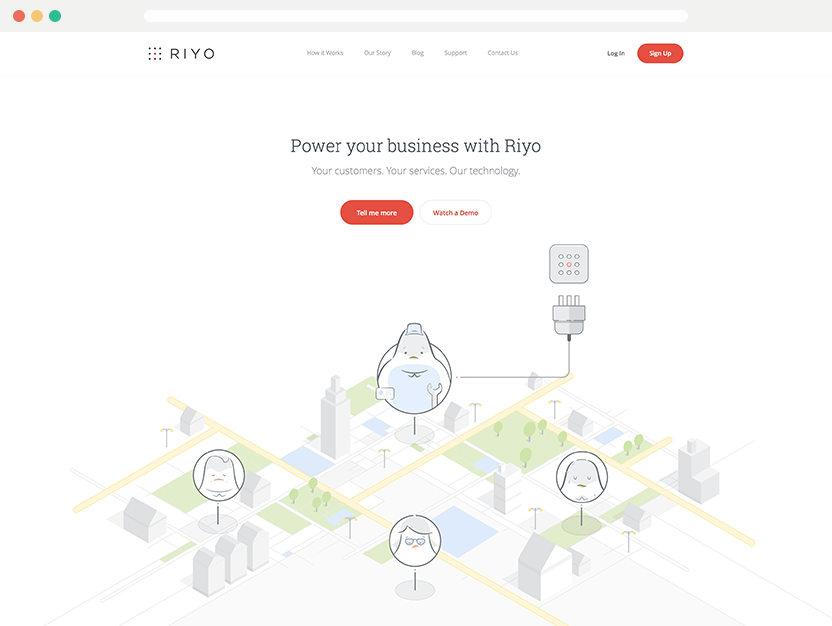 RIYO
How it Works Our Story Blog Support Contact Us
Log In Sign Up
Power your business with Riyo
Your customers. Your services. Our technology.
Tell me more Watch a Demo